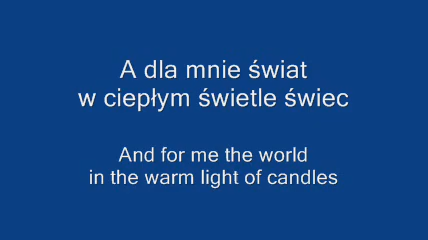 A dla mnie świat
w ciepłym świetle świec
And for me the world
in the warm light of candles